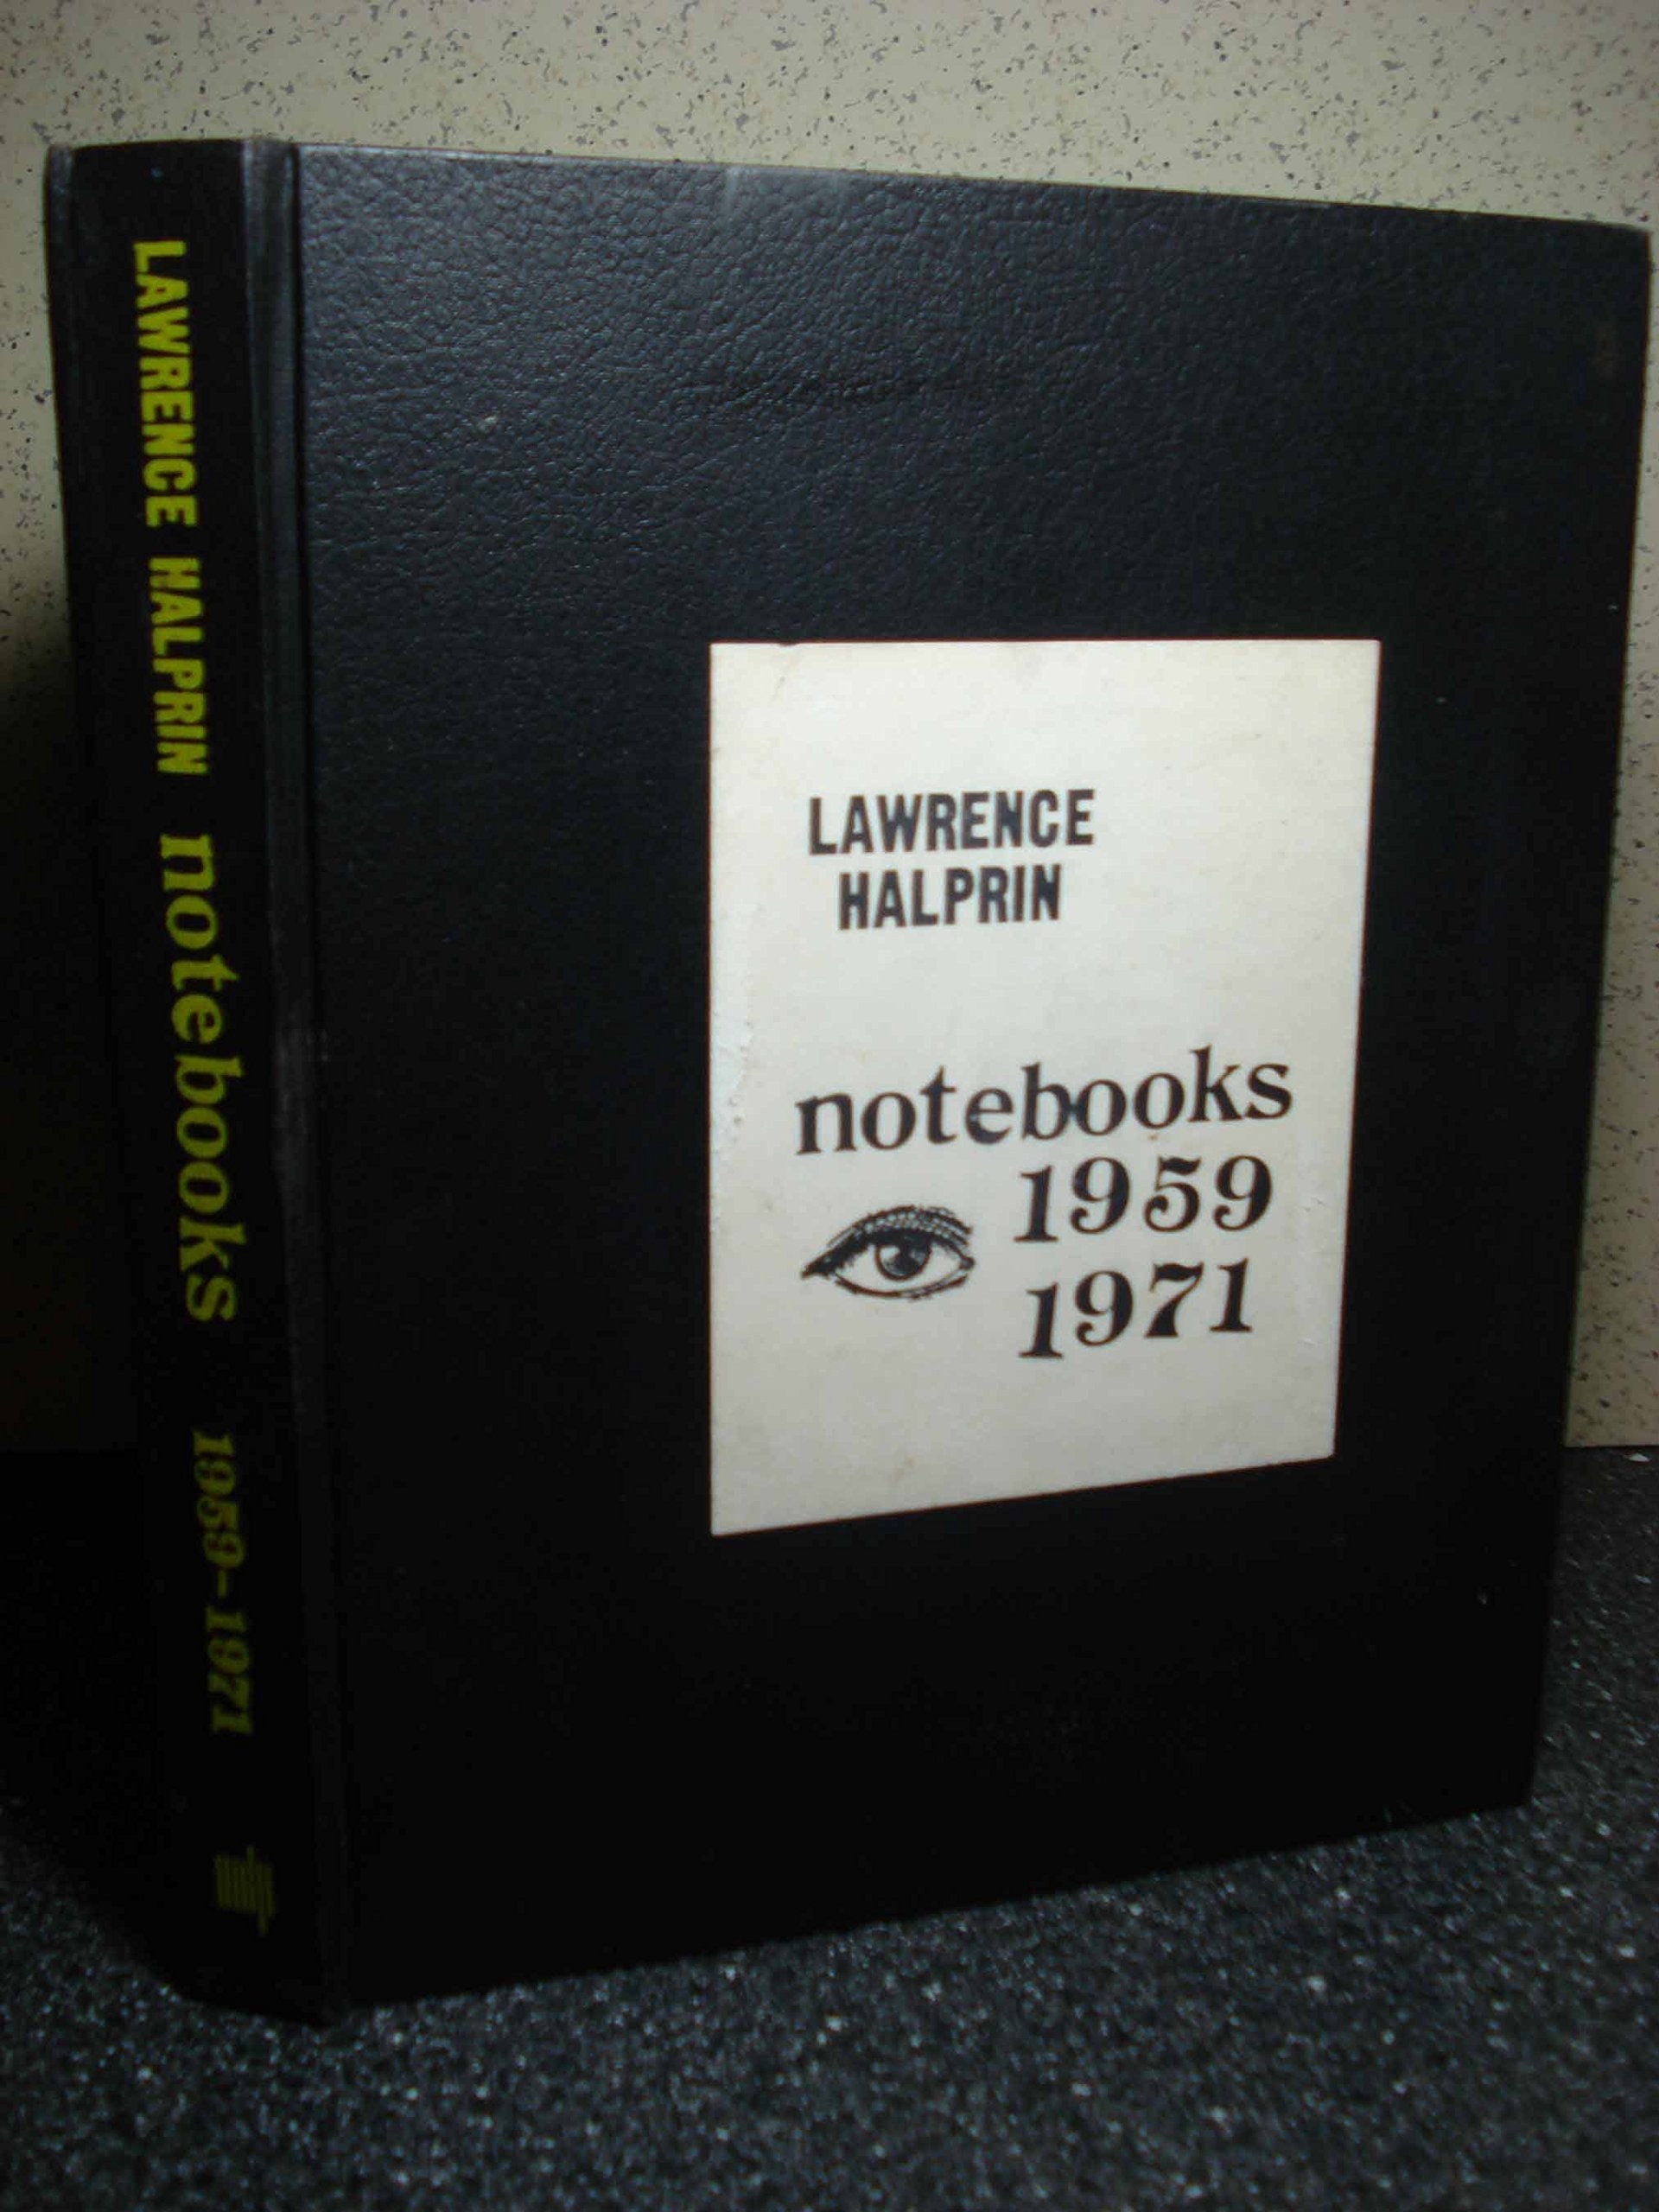 LAWRENCE HALPRIN notebooks 1959-1971
LAWRENCE
HALPRIN
notebooks
1959
1971